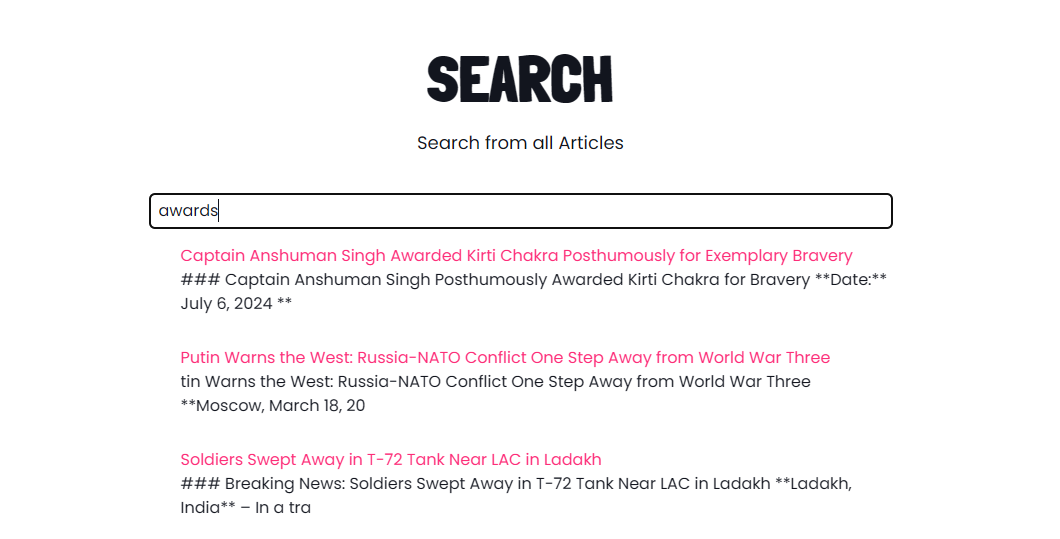 SEARCH
Search from all Articles
awards
Captain Anshuman Singh Awarded Kirti Chakra Posthumously for Exemplary Bravery
### Captain Anshuman Singh Posthumously Awarded Kirti Chakra for Bravery **Date:**
July 6, 2024 **
Putin Warns the West: Russia-NATO Conflict One Step Away from World War Three
tin Warns the West: Russia-NATO Conflict One Step Away from World War Three
**Moscow, March 18, 20
Soldiers Swept Away in T-72 Tank Near LAC in Ladakh
### Breaking News: Soldiers Swept Away in T-72 Tank Near LAC in Ladakh **Ladakh,
India** – In a tra